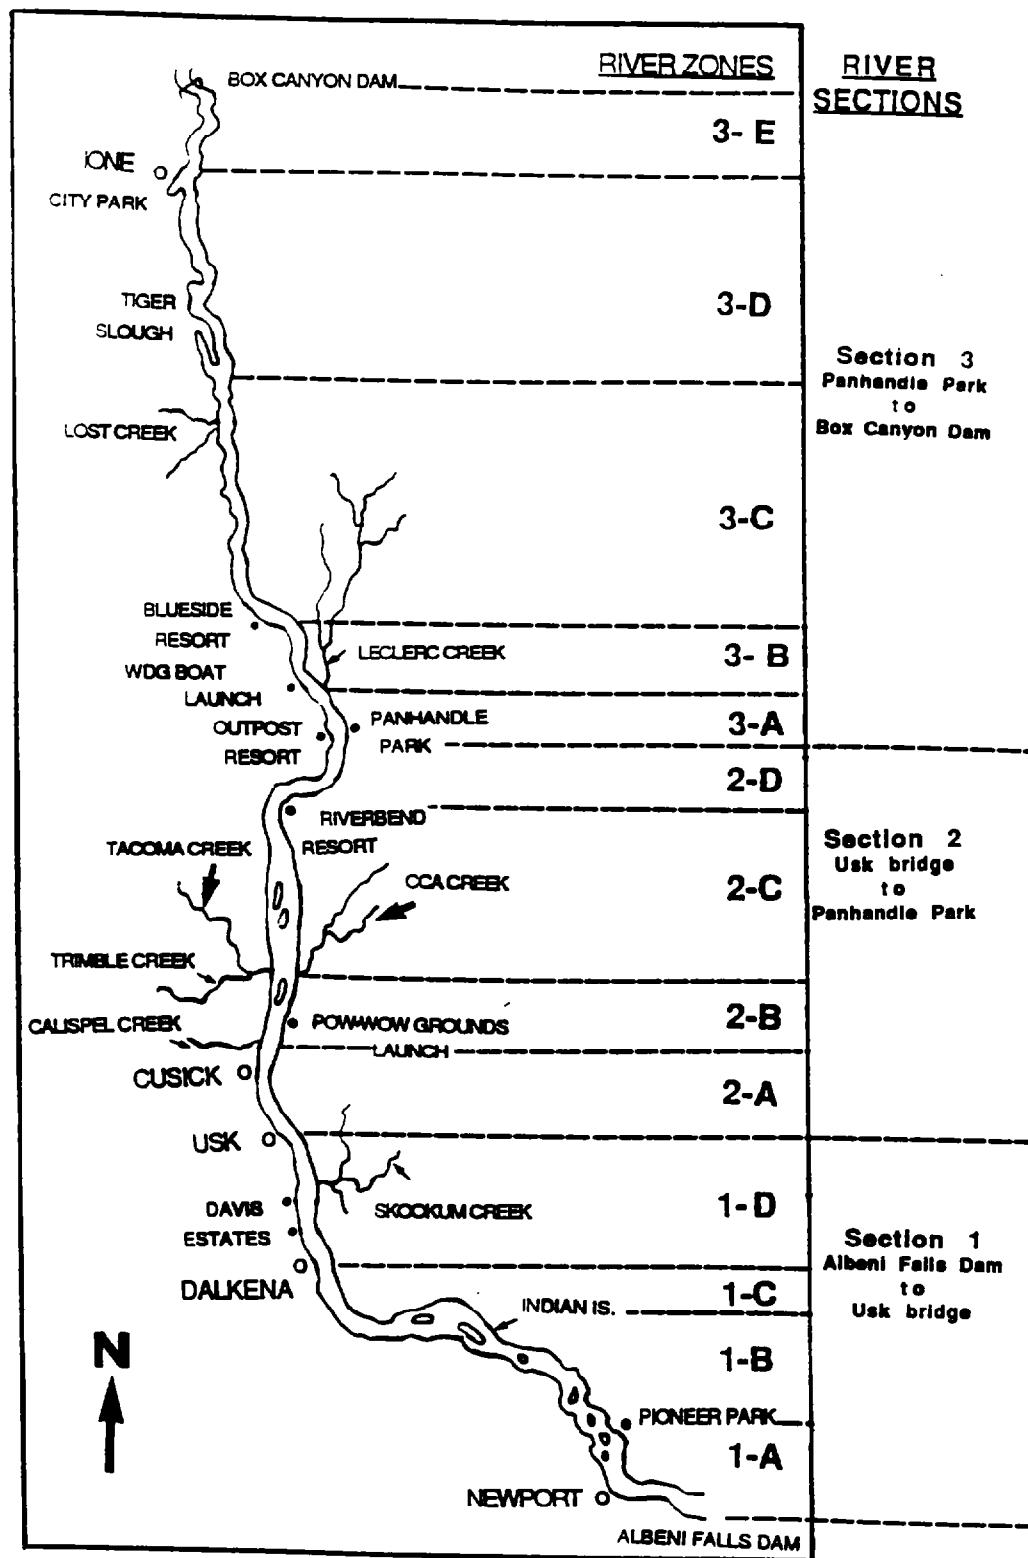 RIVER ZONES
RIVER
SECTIONS
BOX CANYON DAM
3- E
IONE
CITY PARK
TIGER
SLOUGH
3-D
Section 3
Panhandle Park
to
Box Canyon Dam
LOST CREEK
3-C
BLUESIDE
RESORT
LECLERC CREEK
3- B
WDG BOAT
LAUNCH
OUTPOST
RESORT
PANHANDLE
PARK
3-A
2-D
RIVERBEND
RESORT
TACOMA CREEK
CCA CREEK
2-C
Section 2
Usk bridge
to
Panhandle Park
TRIMBLE CREEK
CALISPEL CREEK
POW-WOW GROUNDS
LAUNCH
2-B
CUSICK
2-A
USK
SKOOKUM CREEK
1-D
DAVIS
ESTATES
Section 1
Albeni Falls Dam
to
Usk bridge
DALKENA
1-C
INDIAN IS.
N
1-B
PIONEER PARK
1-A
NEWPORT
ALBENI FALLS DAM